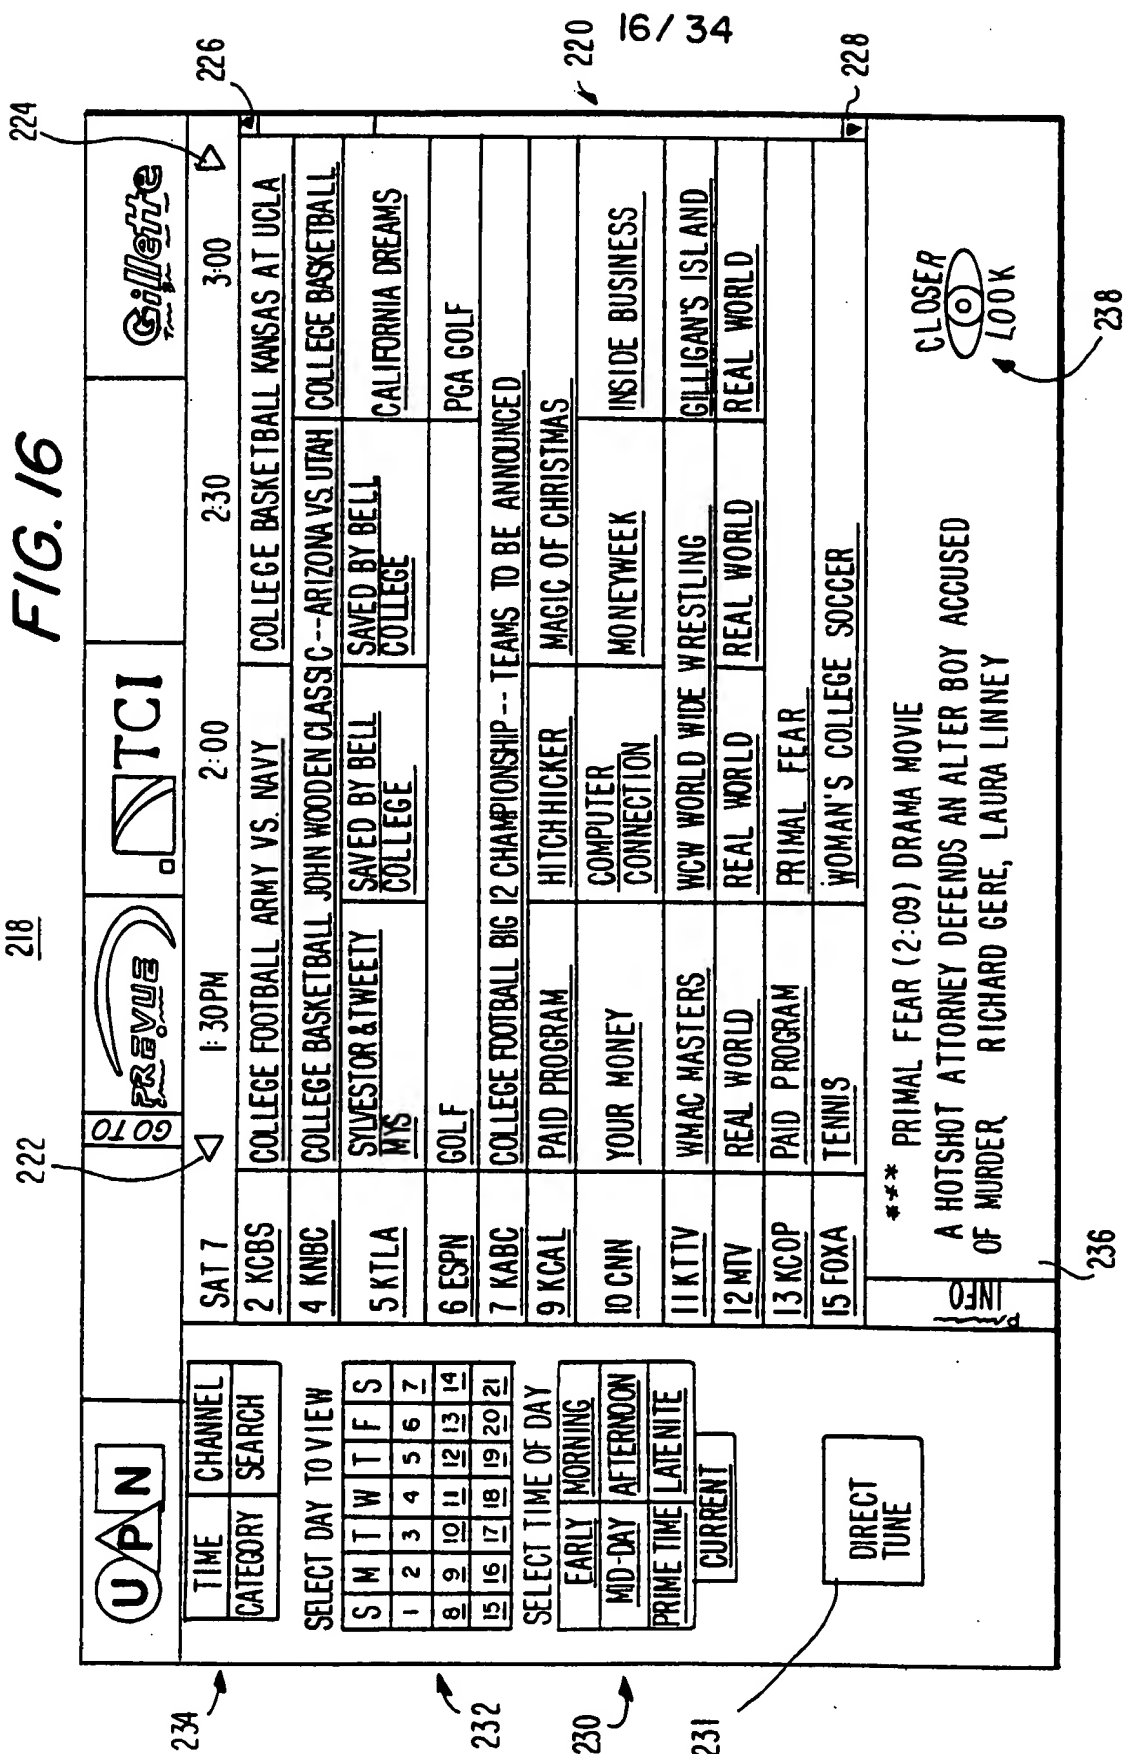 16/34
FIG. 16
218
222
224
226
220
228
UPN
GO TO
PREVUE
TCI
Gillette
TIME CHANNEL
CATEGORY SEARCH
SELECT DAY TO VIEW
S M T W T F S
1 2 3 4 5 6 7
8 9 10 11 12 13 14
15 16 17 18 19 20 21
SELECT TIME OF DAY
EARLY MORNING
MID-DAY AFTERNOON
PRIME TIME LATENITE
CURRENT
DIRECT
TUNE
SAT 7 1:30PM 2:00 2:30 3:00
2 KCBS COLLEGE FOOTBALL ARMY VS. NAVY COLLEGE BASKETBALL KANSAS AT UCLA
4 KNBC COLLEGE BASKETBALL JOHN WOODEN CLASSIC--ARIZONA VS. UTAH COLLEGE BASKETBALL
5 KTLA SYLVESTOR & TWEETY MYS SAVED BY BELL COLLEGE SAVED BY BELL COLLEGE CALIFORNIA DREAMS
6 ESPN GOLF PGA GOLF
7 KABC COLLEGE FOOTBALL BIG 12 CHAMPIONSHIP-- TEAMS TO BE ANNOUNCED
9 KCAL PAID PROGRAM HITCHHICKER MAGIC OF CHRISTMAS
10 CNN YOUR MONEY COMPUTER CONNECTION MONEYWEEK INSIDE BUSINESS
11 KTTV WMAC MASTERS WCW WORLD WIDE WRESTLING GILLIGAN'S ISLAND
12 MTV REAL WORLD REAL WORLD REAL WORLD REAL WORLD
13 KCOP PAID PROGRAM PRIMAL FEAR
15 FOXA TENNIS WOMAN'S COLLEGE SOCCER
INFO
*** PRIMAL FEAR (2:09) DRAMA MOVIE
A HOTSHOT ATTORNEY DEFENDS AN ALTER BOY ACCUSED
OF MURDER RICHARD GERE, LAURA LINNEY
CLOSER
LOOK
234
232
230
231
236
238